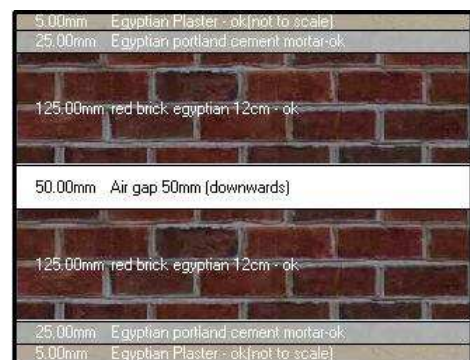 5.00mm Egyptian Plaster - ok(not to scale)
25.00mm Egyptian portland cement mortar-ok
125.00mm red brick egyptian 12cm - ok
50.00mm Air gap 50mm (downwards)
125.00mm red brick egyptian 12cm - ok
25.00mm Egyptian portland cement mortar-ok
5.00mm Egyptian Plaster - ok(not to scale)